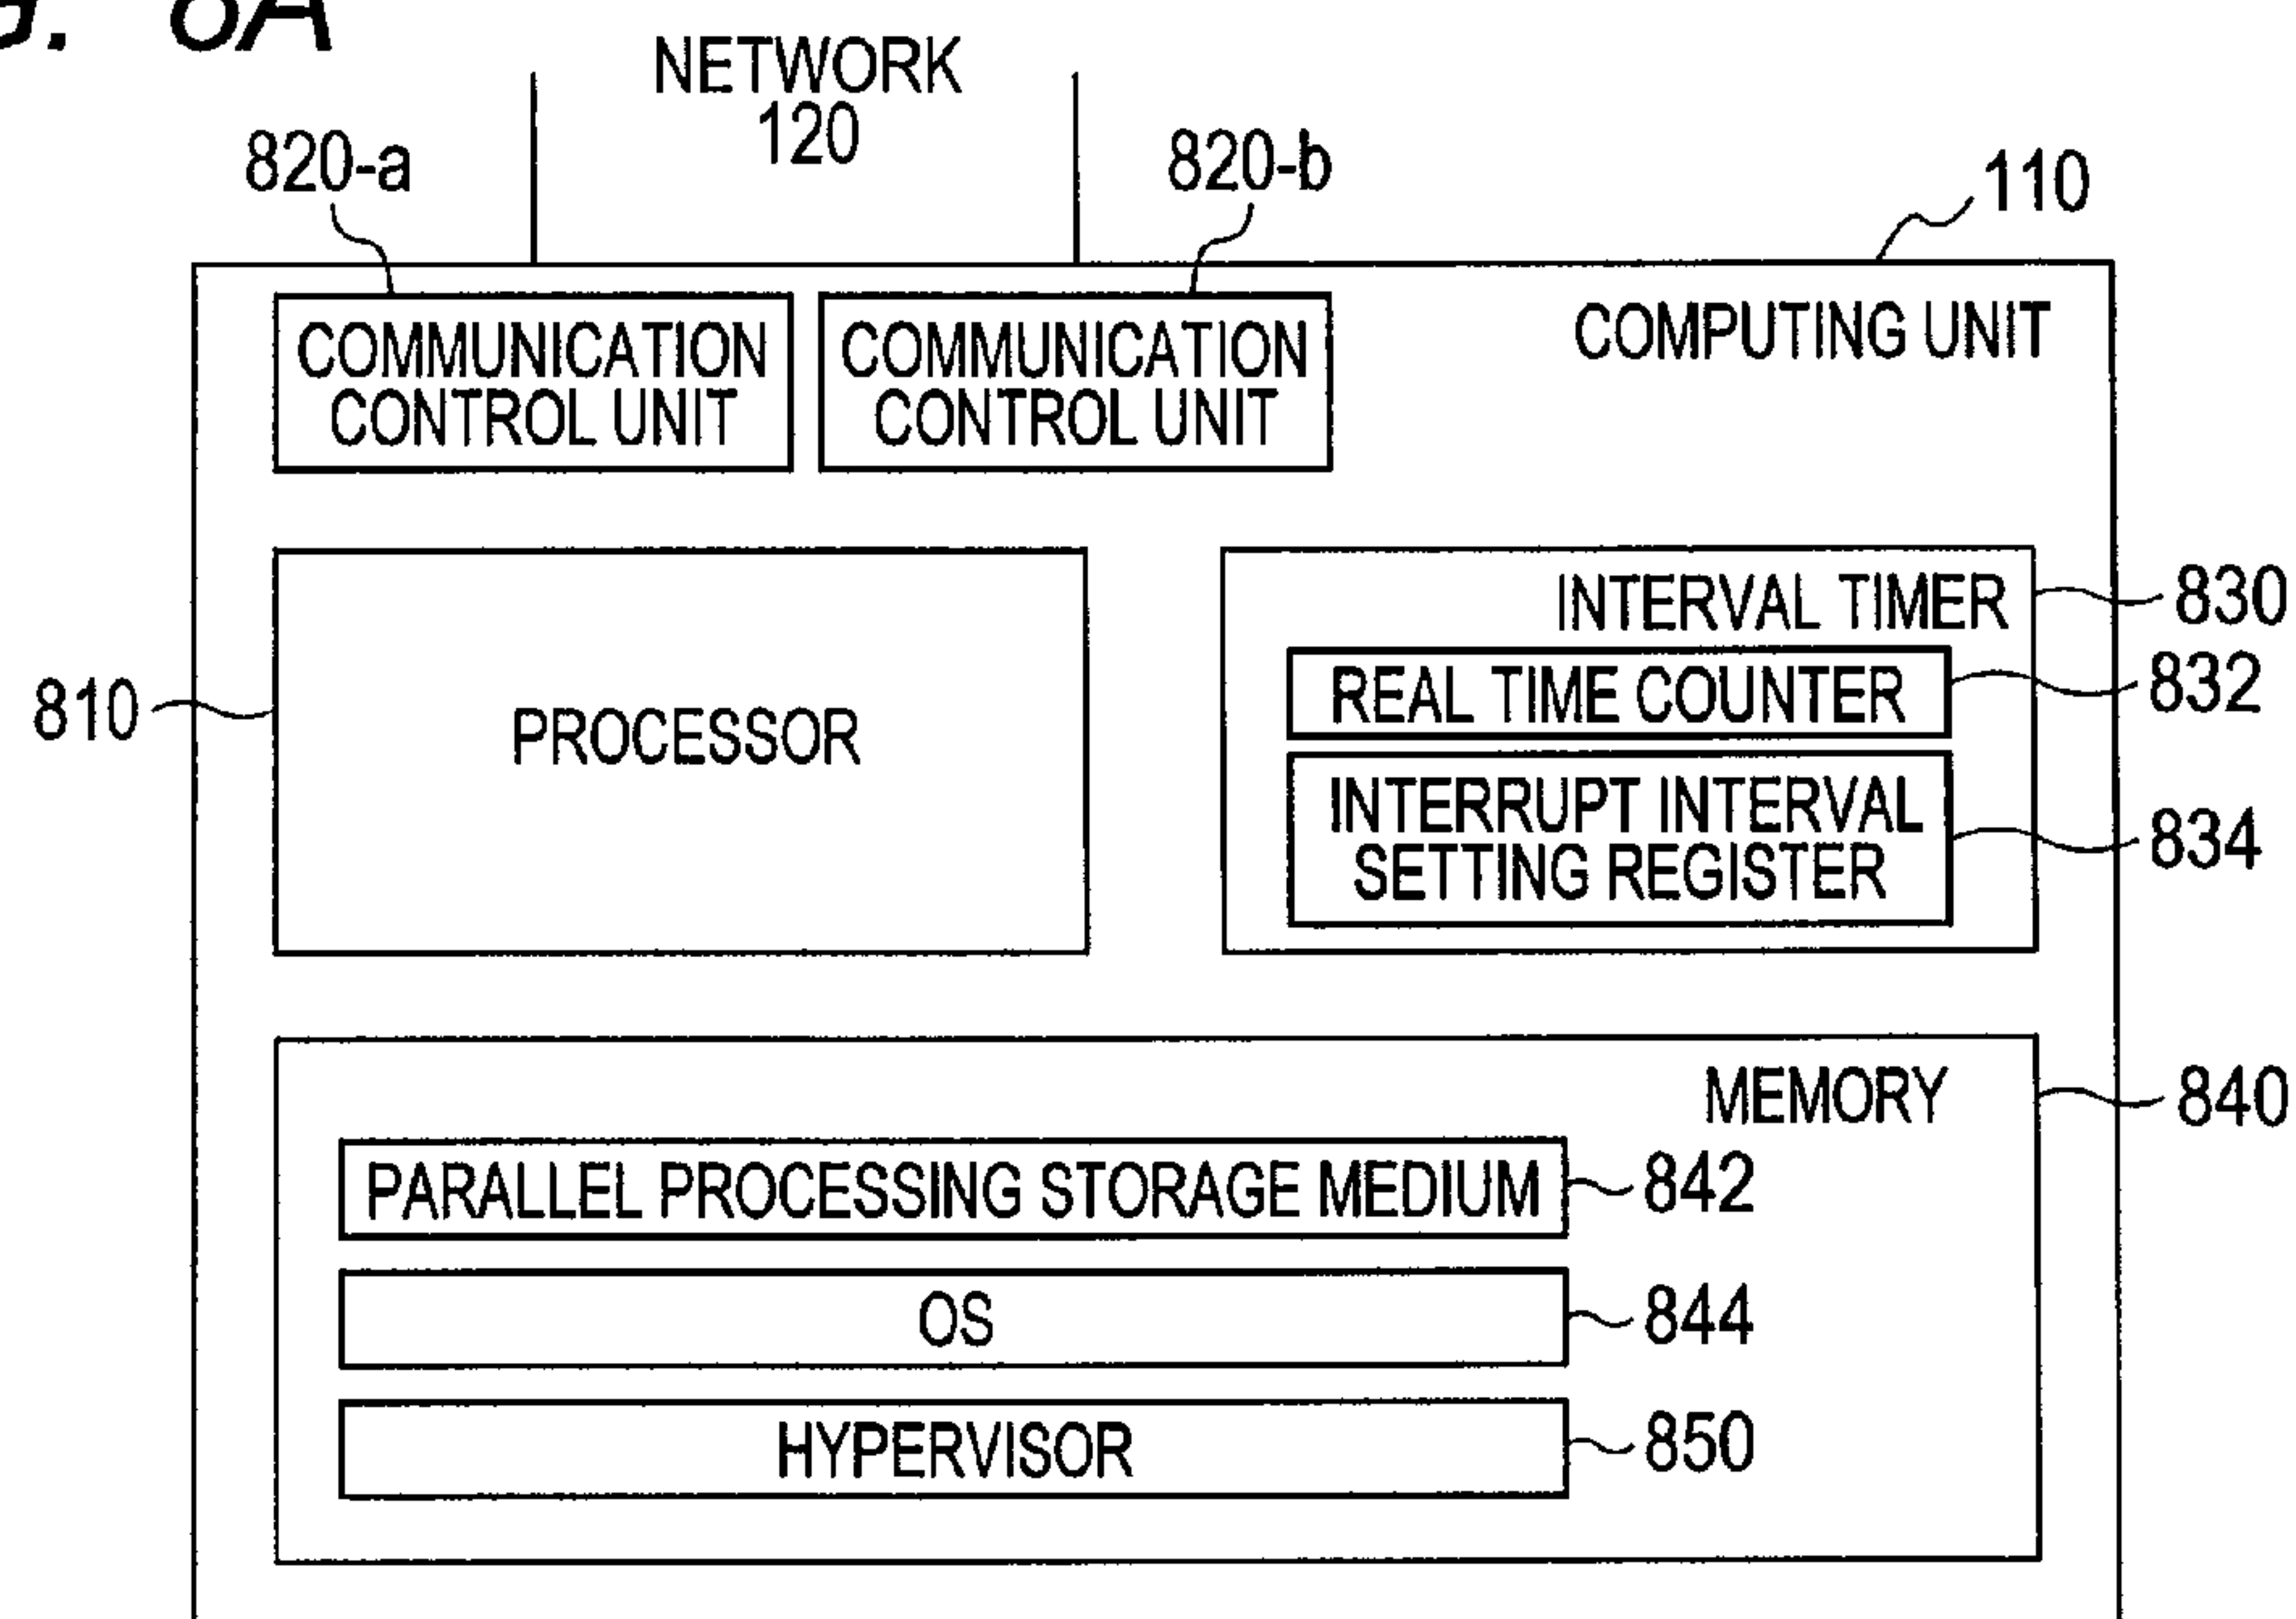 NETWORK
120
820-a
820-b
110
COMMUNICATION
CONTROL UNIT
COMMUNICATION
CONTROL UNIT
COMPUTING UNIT
810
PROCESSOR
INTERVAL TIMER
830
REAL TIME COUNTER
832
INTERRUPT INTERVAL
SETTING REGISTER
834
MEMORY
840
PARALLEL PROCESSING STORAGE MEDIUM
842
OS
844
HYPERVISOR
850